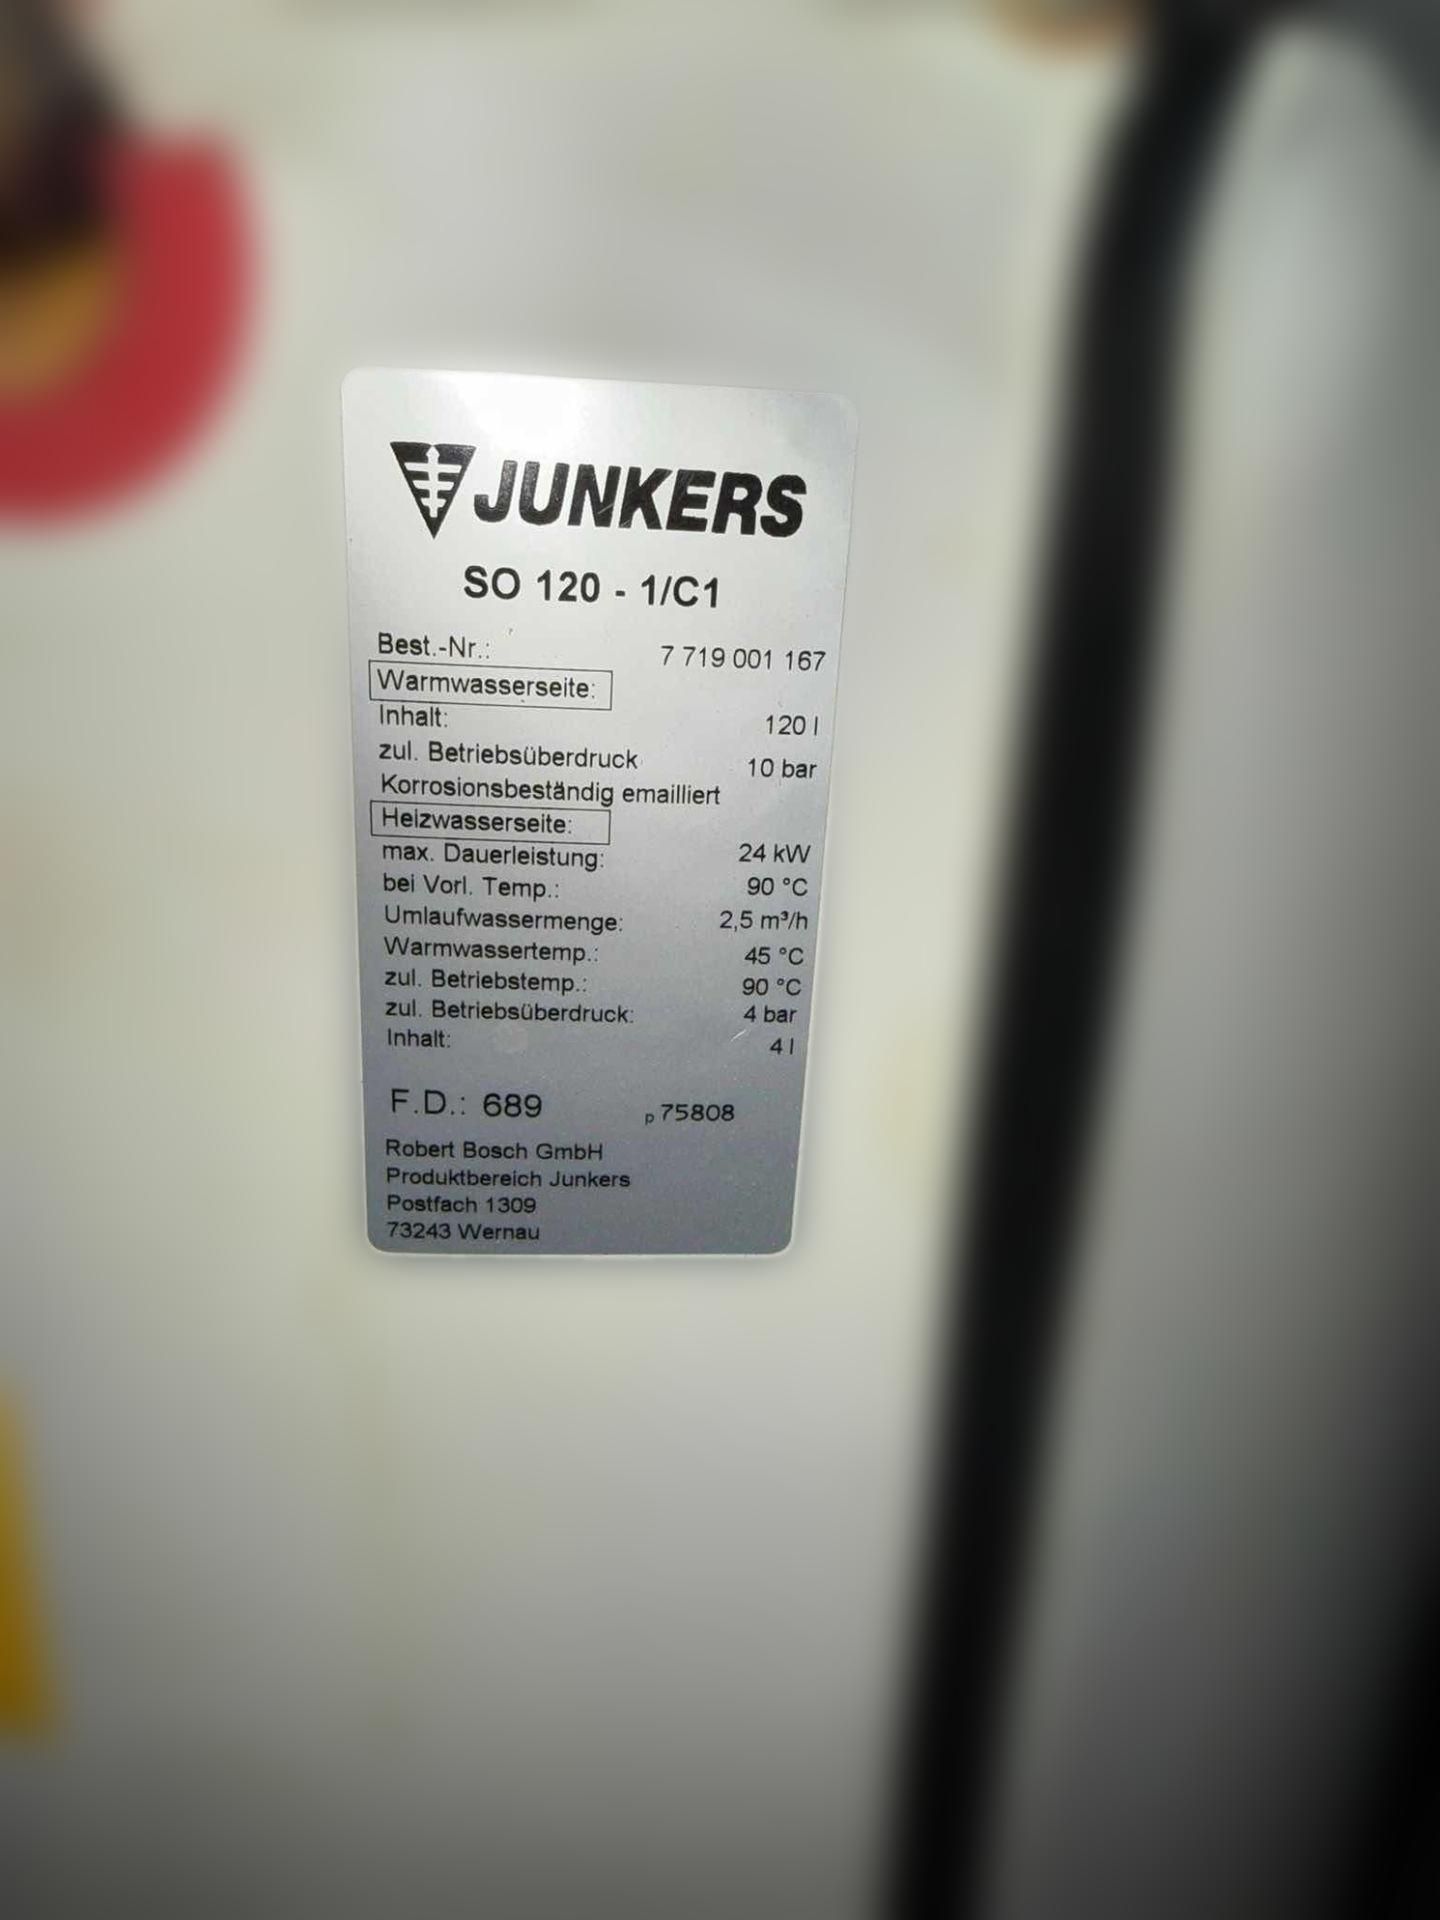 JUNKERS
SO 120 - 1/C1
Best.-Nr.: 7 719 001 167
Warmwasserseite:
Inhalt: 120 l
zul. Betriebsüberdruck 10 bar
Korrosionsbeständig emailliert
Heizwasserseite:
max. Dauerleistung: 24 kW
bei Vorl. Temp.: 90 °C
Umlaufwassermenge: 2,5 m³/h
Warmwassertemp.: 45 °C
zul. Betriebstemp.: 90 °C
zul. Betriebsüberdruck: 4 bar
Inhalt: 4 l
F.D.: 689 p 75808
Robert Bosch GmbH
Produktbereich Junkers
Postfach 1309
73243 Wernau